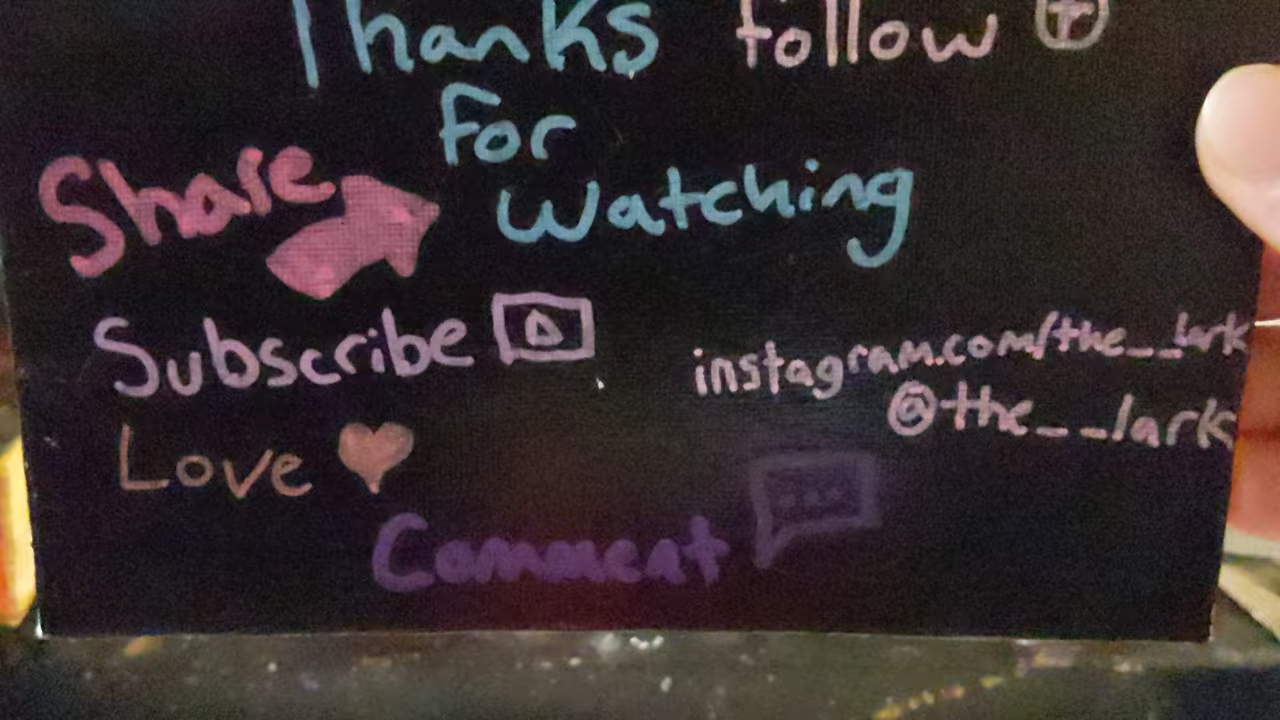 Thanks follow
For
Watching
Share
Subscribe
instagram.com/the__lark
@the__lark
Love
Comment